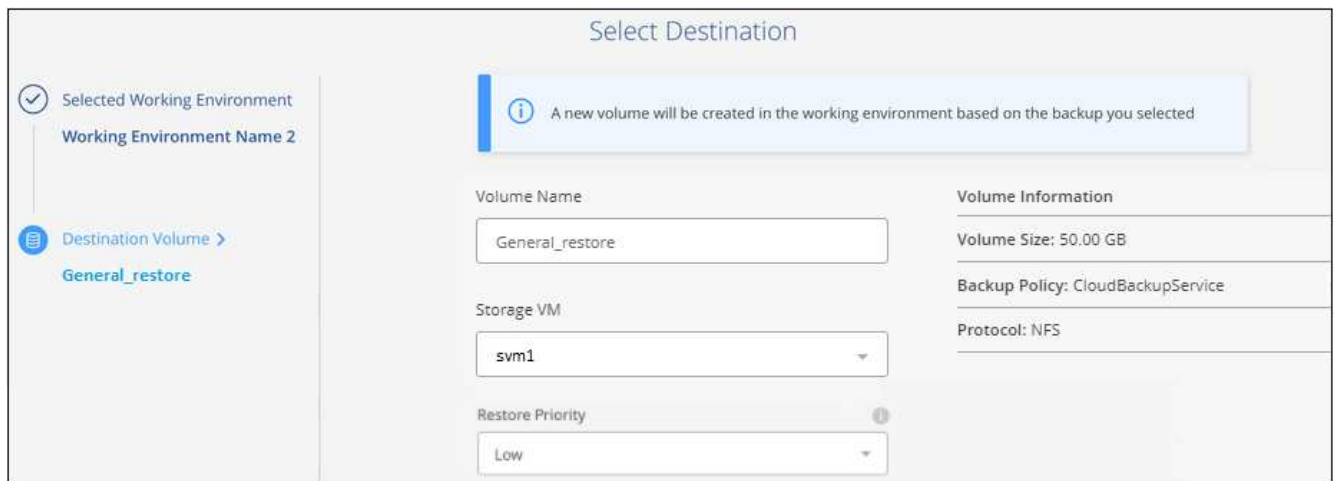 Select Destination
Selected Working Environment
Working Environment Name 2
Destination Volume >
General_restore
A new volume will be created in the working environment based on the backup you selected
Volume Name
General_restore
Storage VM
svm1
Restore Priority
Low
Volume Information
Volume Size: 50.00 GB
Backup Policy: CloudBackupService
Protocol: NFS